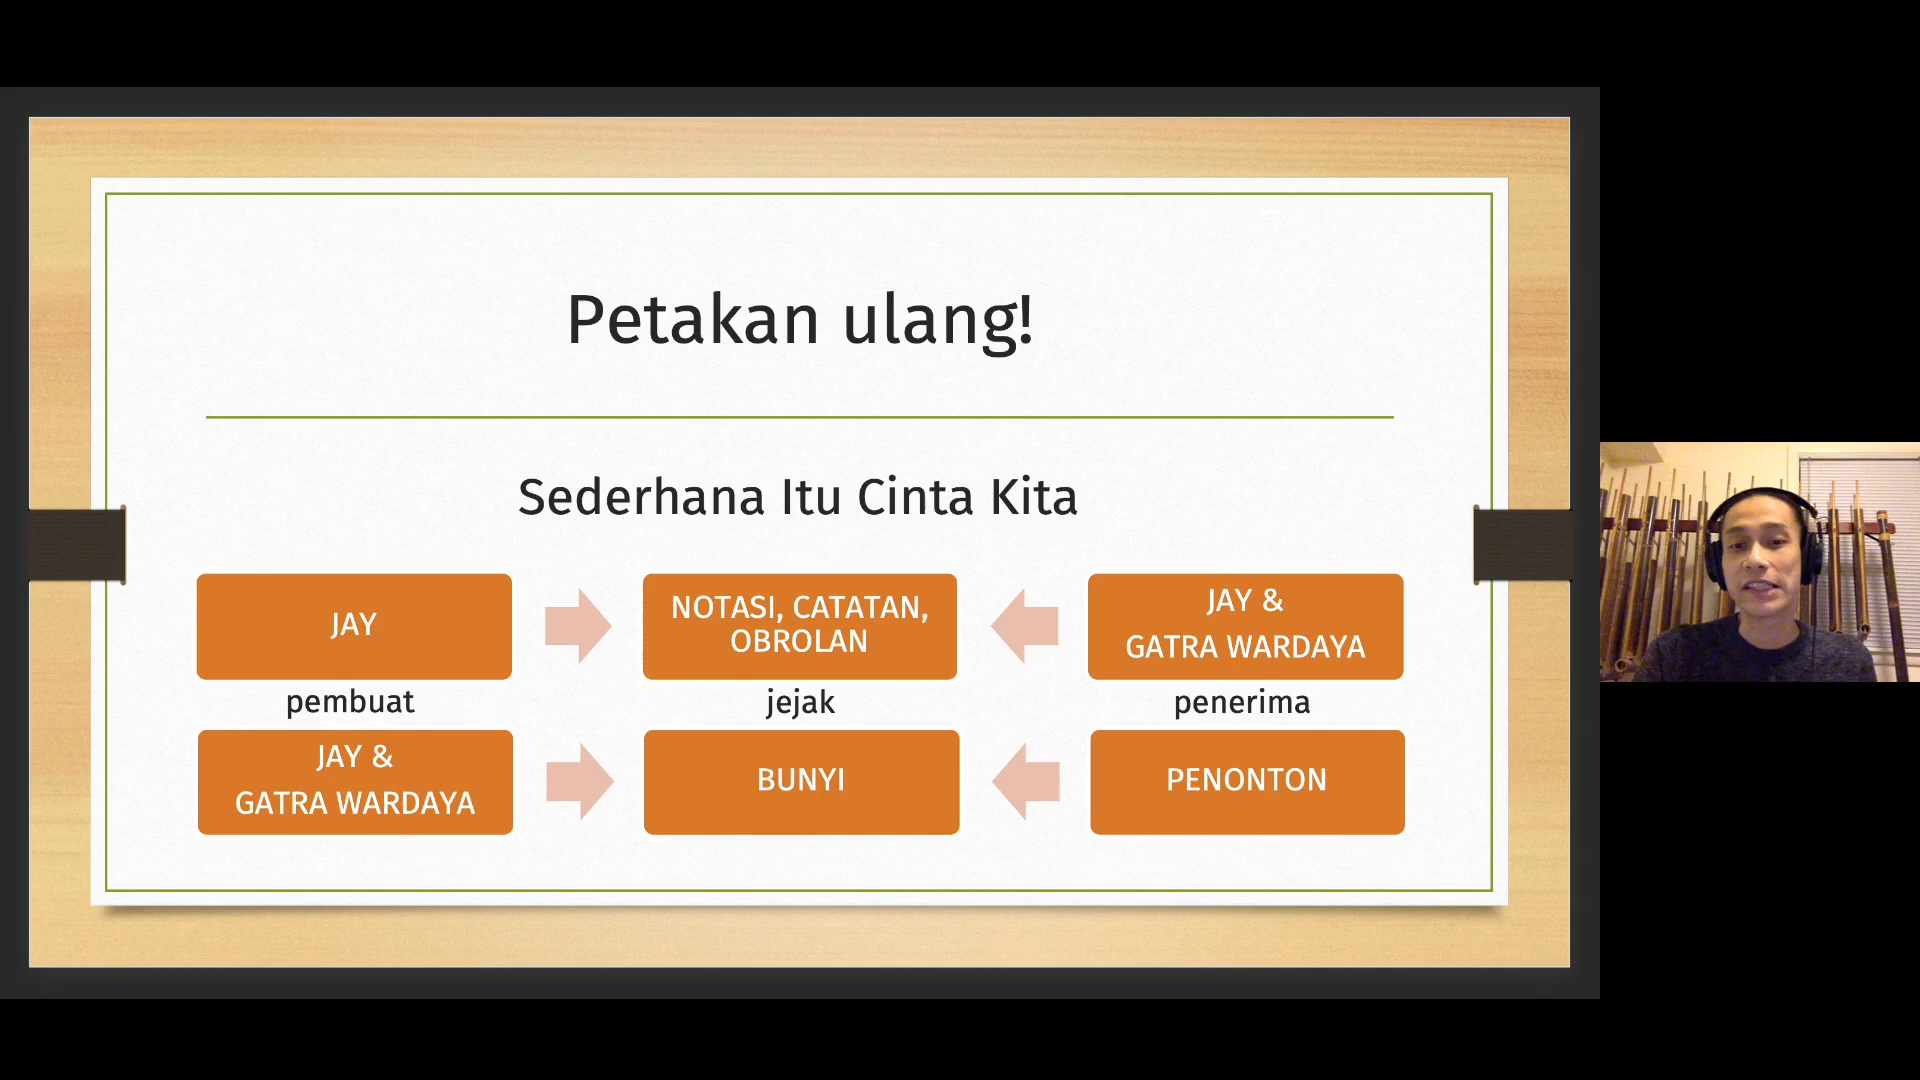 Petakan ulang!
Sederhana Itu Cinta Kita
JAY
NOTASI, CATATAN,
OBROLAN
JAY &
GATRA WARDAYA
pembuat
jejak
penerima
JAY &
GATRA WARDAYA
BUNYI
PENONTON